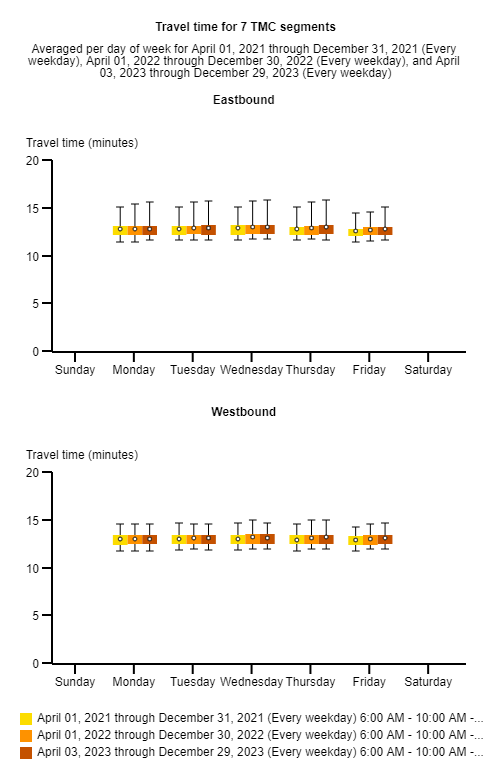 Travel time for 7 TMC segments
Averaged per day of week for April 01, 2021 through December 31, 2021 (Every
weekday), April 01, 2022 through December 30, 2022 (Every weekday), and April
03, 2023 through December 29, 2023 (Every weekday)
Eastbound
Travel time (minutes)
20
15
10
5
0
Sunday Monday Tuesday Wednesday Thursday Friday Saturday
Westbound
Travel time (minutes)
20
15
10
5
0
Sunday Monday Tuesday Wednesday Thursday Friday Saturday
April 01, 2021 through December 31, 2021 (Every weekday) 6:00 AM - 10:00 AM -...
April 01, 2022 through December 30, 2022 (Every weekday) 6:00 AM - 10:00 AM -...
April 03, 2023 through December 29, 2023 (Every weekday) 6:00 AM - 10:00 AM -...